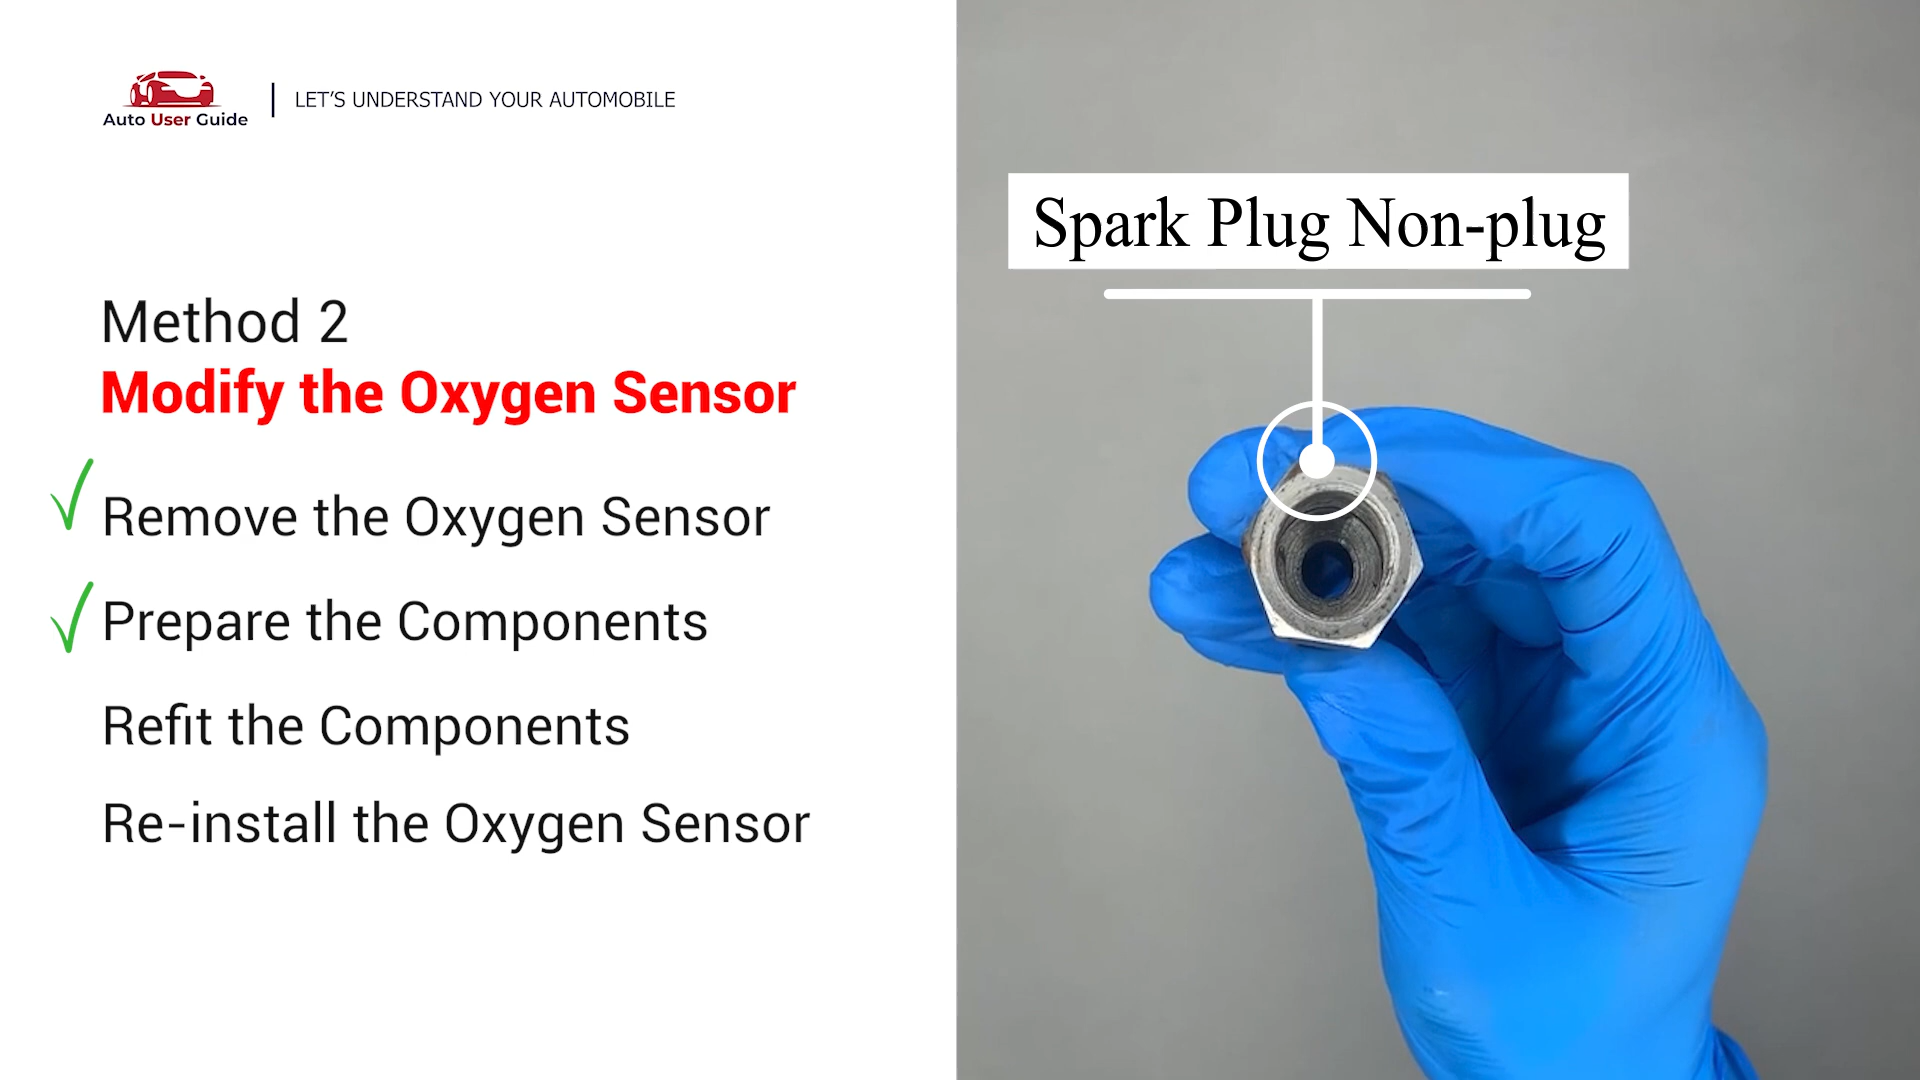 Auto User Guide
LET'S UNDERSTAND YOUR AUTOMOBILE
Method 2
Modify the Oxygen Sensor
Remove the Oxygen Sensor
Prepare the Components
Refit the Components
Re-install the Oxygen Sensor
Spark Plug Non-plug